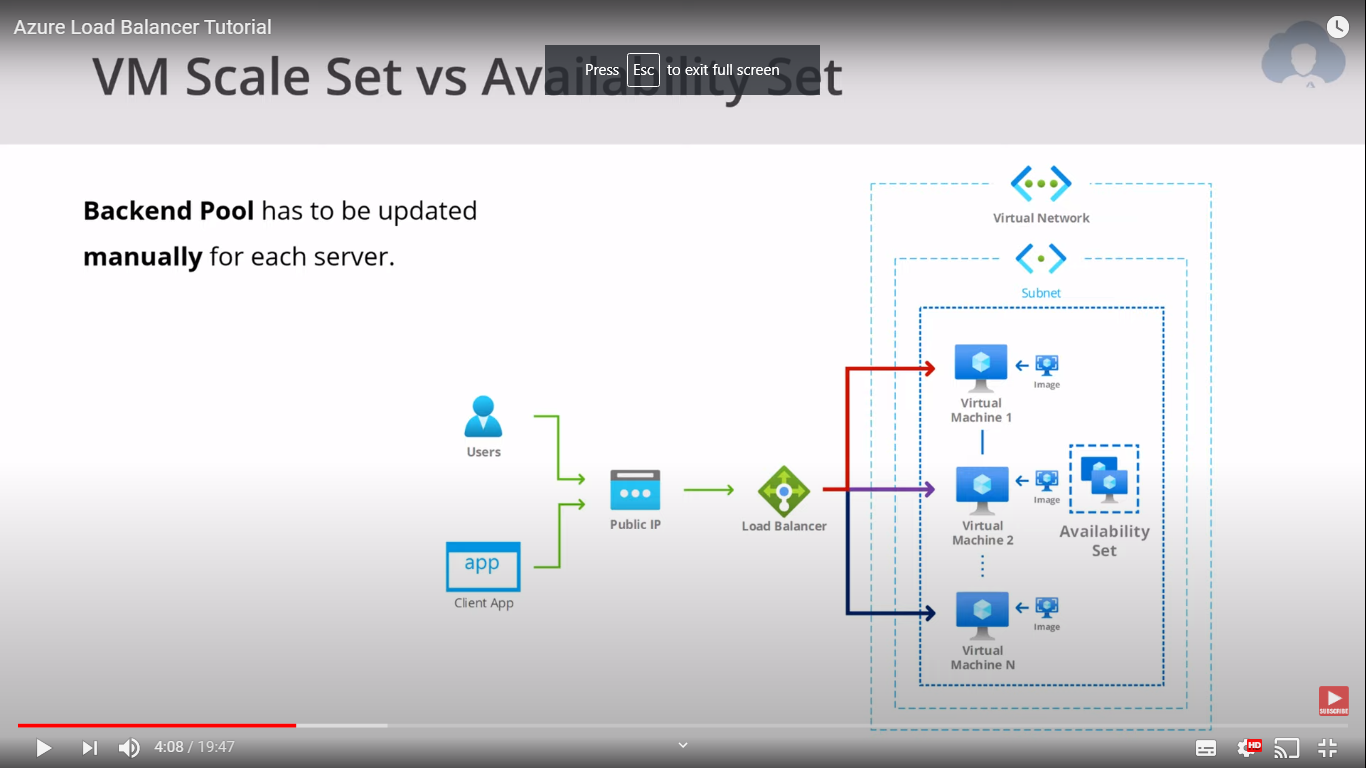 Azure Load Balancer Tutorial
VM Scale Set vs Availability Set
Press Esc to exit full screen
Backend Pool has to be updated
manually for each server.
Virtual Network
Subnet
Image
Virtual
Machine 1
Users
Public IP
Load Balancer
Image
Virtual
Machine 2
Availability
Set
app
Client App
Image
Virtual
Machine N
SUBSCRIBE
4:08 / 19:47
HD